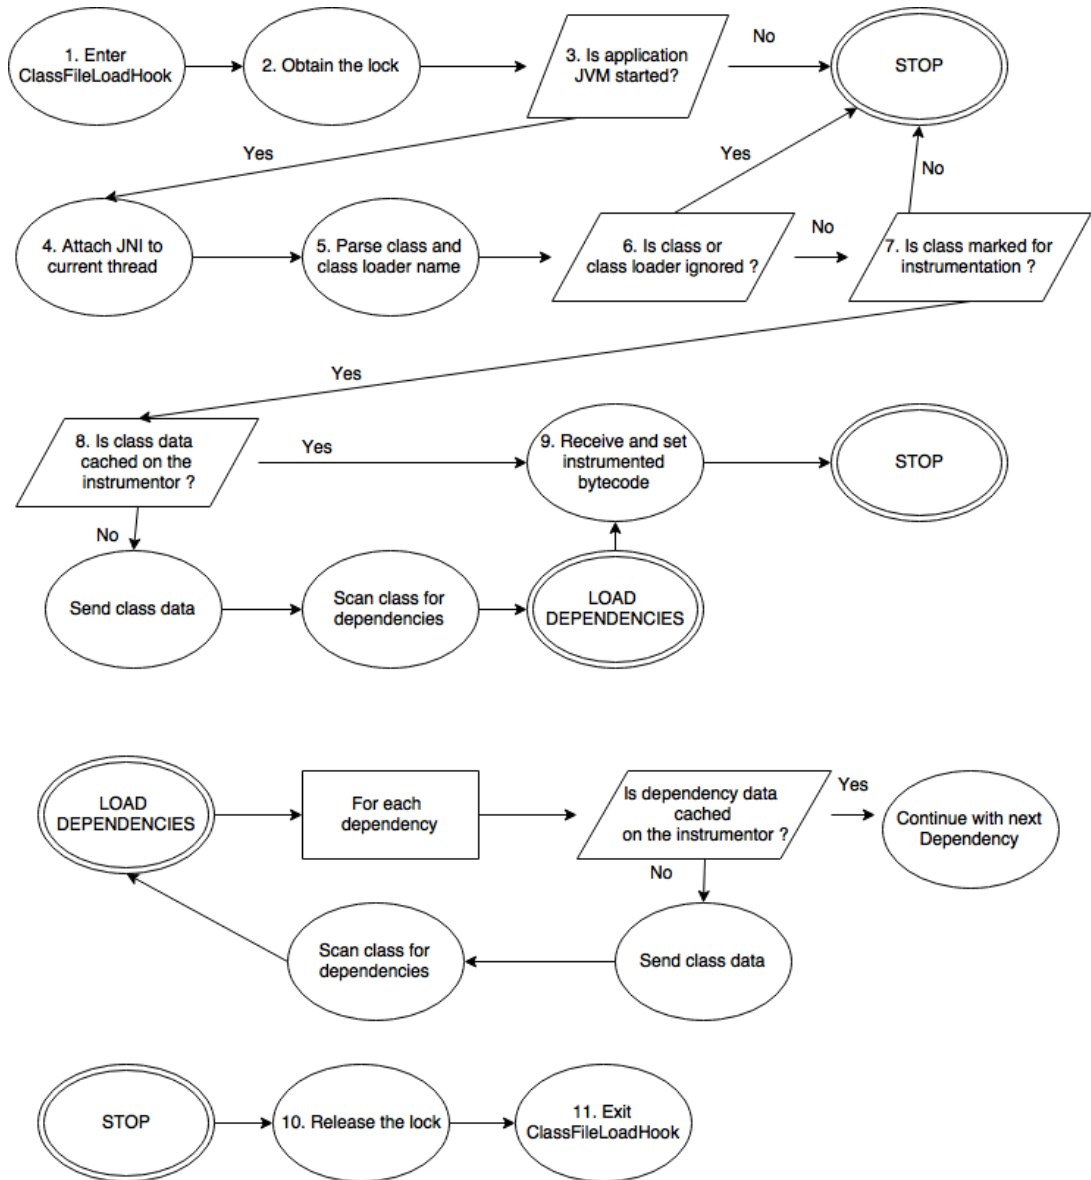 1. Enter
ClassFileLoadHook
2. Obtain the lock
3. Is application
JVM started?
No
STOP
Yes
Yes
No
4. Attach JNI to
current thread
5. Parse class and
class loader name
6. Is class or
class loader ignored ?
No
7. Is class marked for
instrumentation ?
Yes
8. Is class data
cached on the
instrumentor ?
Yes
9. Receive and set
instrumented
bytecode
STOP
No
Send class data
Scan class for
dependencies
LOAD
DEPENDENCIES
LOAD
DEPENDENCIES
For each
dependency
Is dependency data
cached
on the instrumentor ?
Yes
Continue with next
Dependency
No
Scan class for
dependencies
Send class data
STOP
10. Release the lock
11. Exit
ClassFileLoadHook